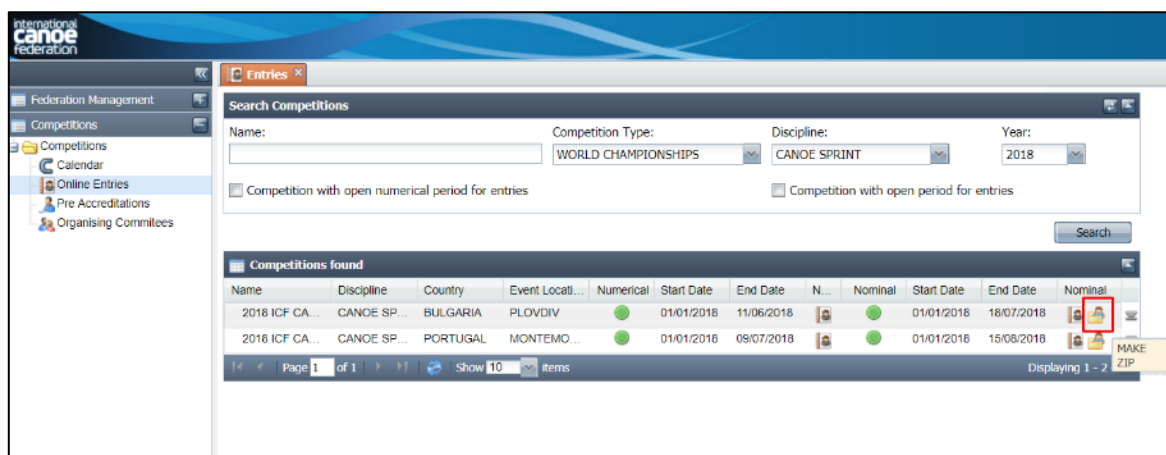 international
canoe
federation
Entries
Federation Management
Search Competitions
Competitions
Name:
Competition Type:
Discipline:
Year:
Competitions
WORLD CHAMPIONSHIPS
CANOE SPRINT
2018
Calendar
Online Entries
Competition with open numerical period for entries
Competition with open period for entries
Pre Accreditations
Organising Commitees
Search
Competitions found
Name Discipline Country Event Locati... Numerical Start Date End Date N... Nominal Start Date End Date Nominal
2018 ICF CA... CANOE SP... BULGARIA PLOVDIV 01/01/2018 11/06/2018 01/01/2018 18/07/2018
2018 ICF CA... CANOE SP... PORTUGAL MONTEMO... 01/01/2018 09/07/2018 01/01/2018 15/08/2018
MAKE
ZIP
Page 1 of 1 Show 10 items Displaying 1 - 2